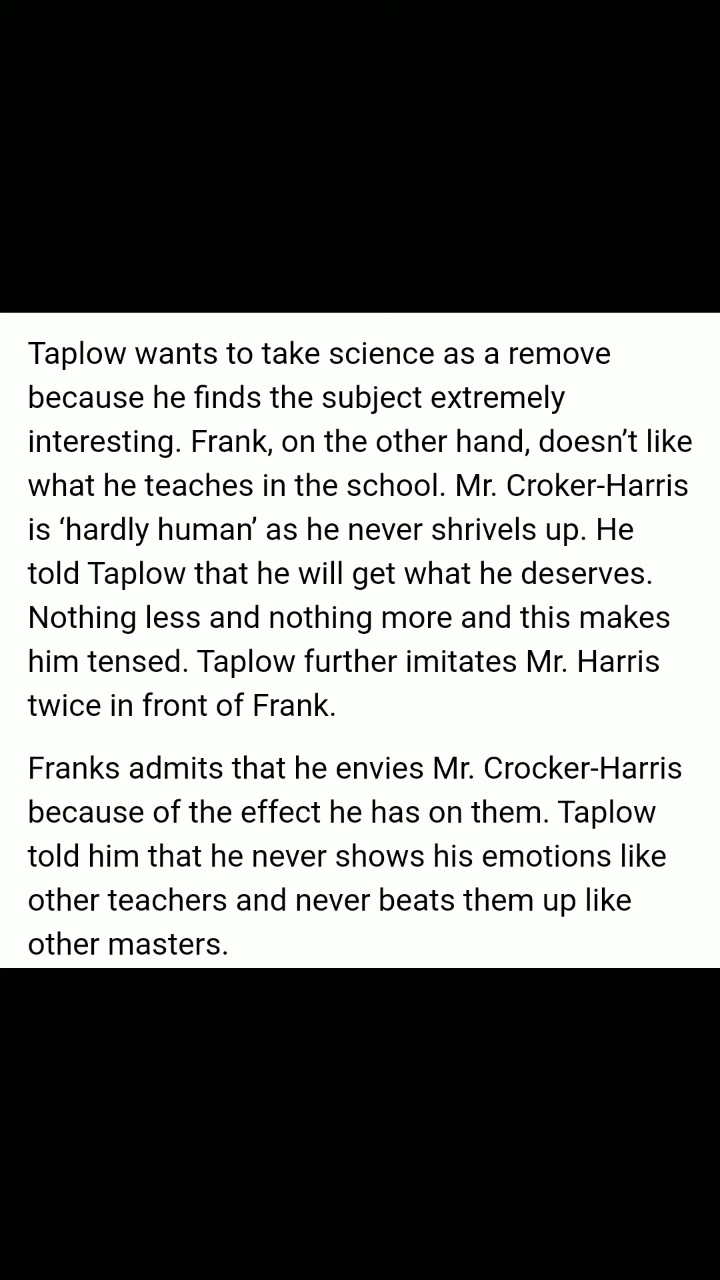 Taplow wants to take science as a remove
because he finds the subject extremely
interesting. Frank, on the other hand, doesn’t like
what he teaches in the school. Mr. Croker-Harris
is ‘hardly human’ as he never shrivels up. He
told Taplow that he will get what he deserves.
Nothing less and nothing more and this makes
him tensed. Taplow further imitates Mr. Harris
twice in front of Frank.
Franks admits that he envies Mr. Crocker-Harris
because of the effect he has on them. Taplow
told him that he never shows his emotions like
other teachers and never beats them up like
other masters.